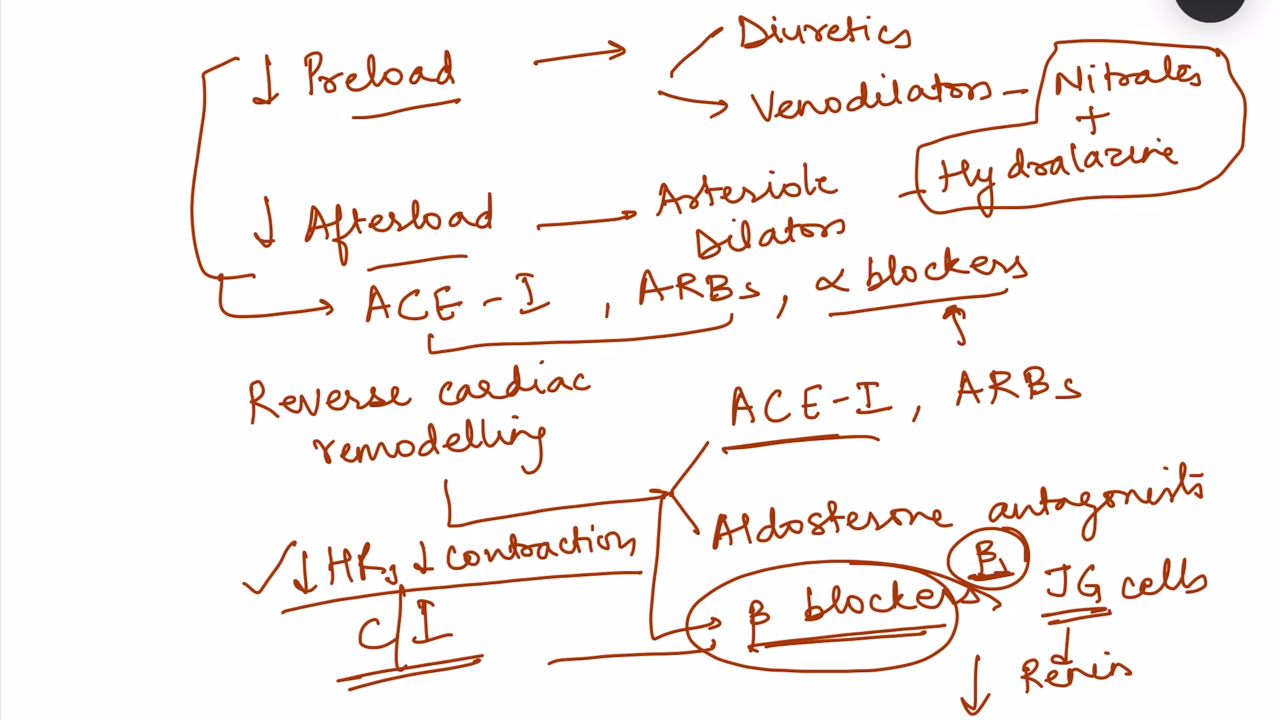 ↓ Preload → Diuretics
Venodilators - Nitrates
+
Hydralazine
↓ Afterload → Arteriole
Dilators
ACE - I , ARBs , α blockers
Reverse cardiac
remodelling
ACE - I , ARBs
Aldosterone antagonists
✓ ↓ HR, ↓ contraction
C I
β blockers
β1
JG cells
↓ Renin